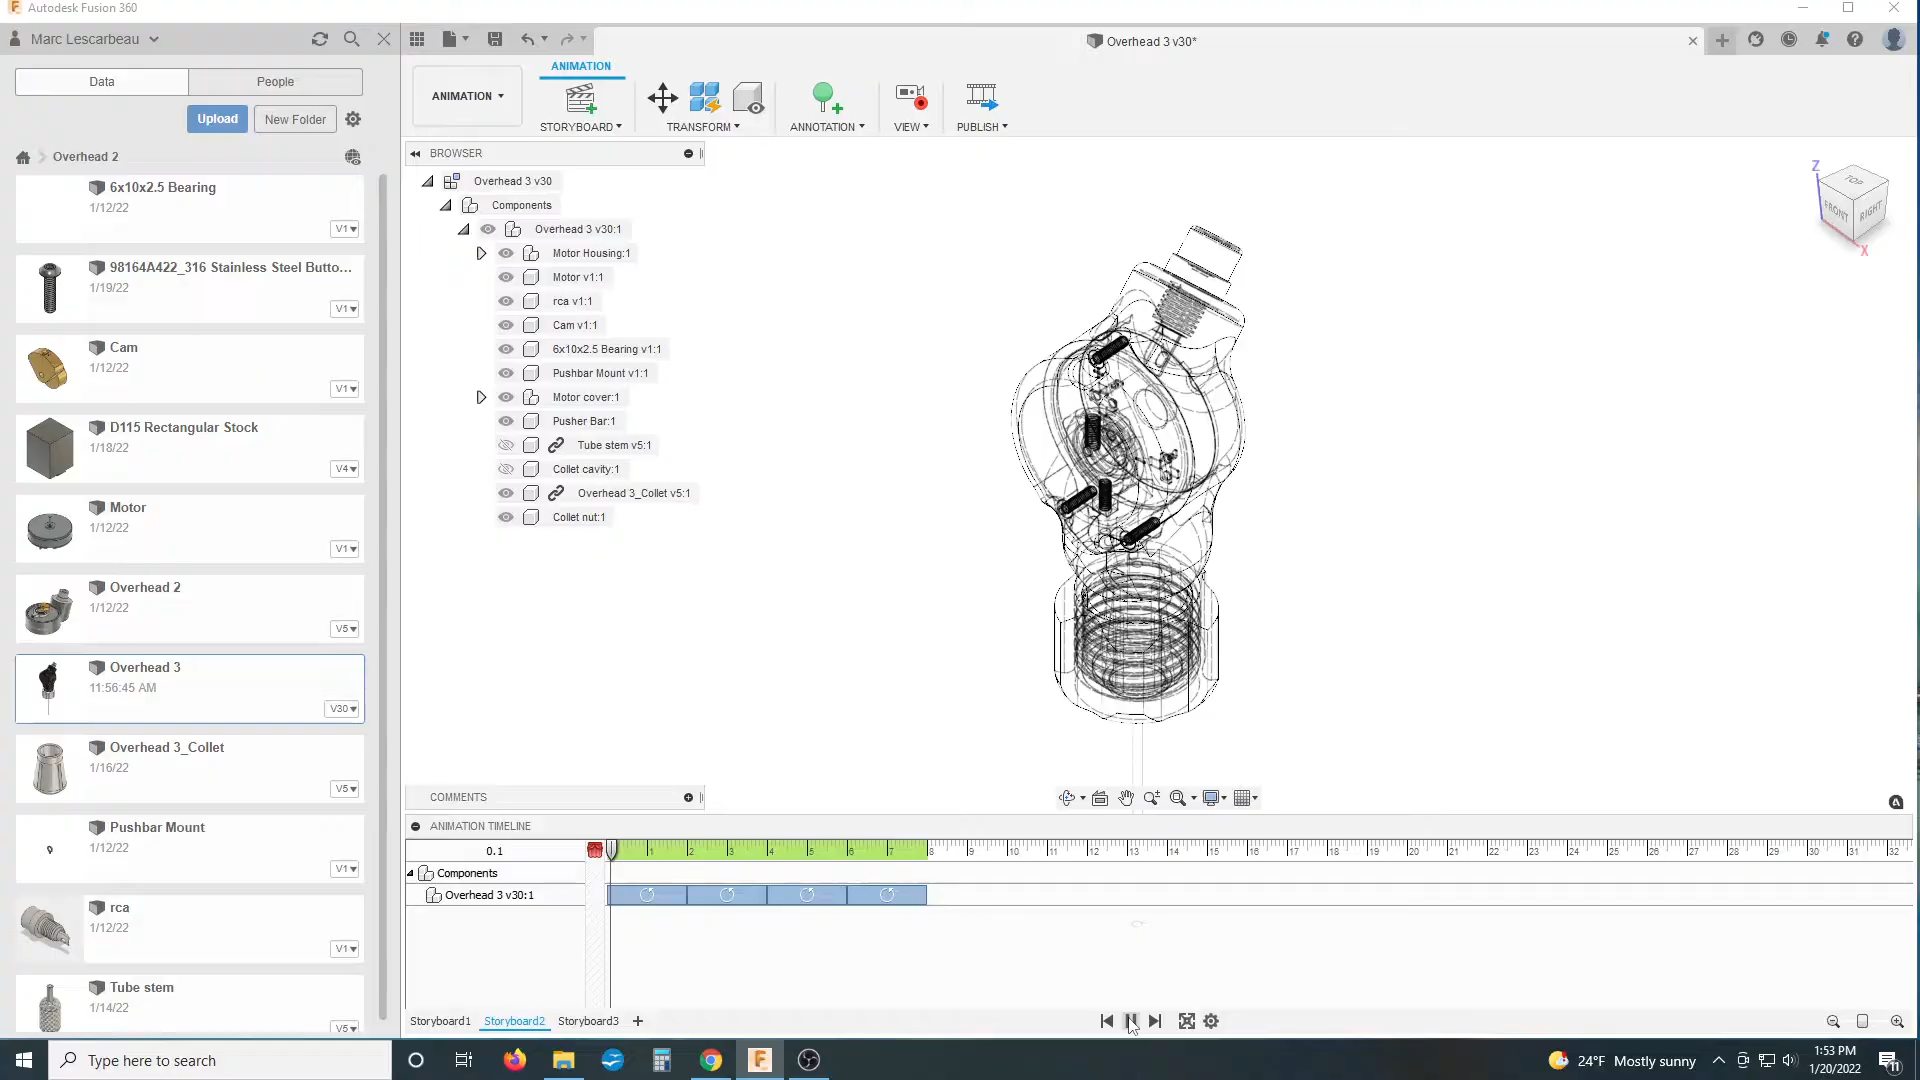 Autodesk Fusion 360
Marc Lescarbeau
Overhead 3 v30*
Data
People
Upload
New Folder
Overhead 2
6x10x2.5 Bearing
1/12/22
V1
98164A422_316 Stainless Steel Butto...
1/19/22
V1
Cam
1/12/22
V1
D115 Rectangular Stock
1/18/22
V4
Motor
1/12/22
V1
Overhead 2
1/12/22
V5
Overhead 3
11:56:45 AM
V30
Overhead 3_Collet
1/16/22
V5
Pushbar Mount
1/12/22
V1
rca
1/12/22
V1
Tube stem
1/14/22
V5
ANIMATION
ANIMATION
STORYBOARD
TRANSFORM
ANNOTATION
VIEW
PUBLISH
BROWSER
Overhead 3 v30
Components
Overhead 3 v30:1
Motor Housing:1
Motor v1:1
rca v1:1
Cam v1:1
6x10x2.5 Bearing v1:1
Pushbar Mount v1:1
Motor cover:1
Pusher Bar:1
Tube stem v5:1
Collet cavity:1
Overhead 3_Collet v5:1
Collet nut:1
Z
TOP
FRONT
RIGHT
X
COMMENTS
ANIMATION TIMELINE
0.1
1 2 3 4 5 6 7 8 9 10 11 12 13 14 15 16 17 18 19 20 21 22 23 24 25 26 27 28 29 30 31 32
Components
Overhead 3 v30:1
Storyboard1
Storyboard2
Storyboard3
+
Type here to search
24°F Mostly sunny
1:53 PM
1/20/2022
11